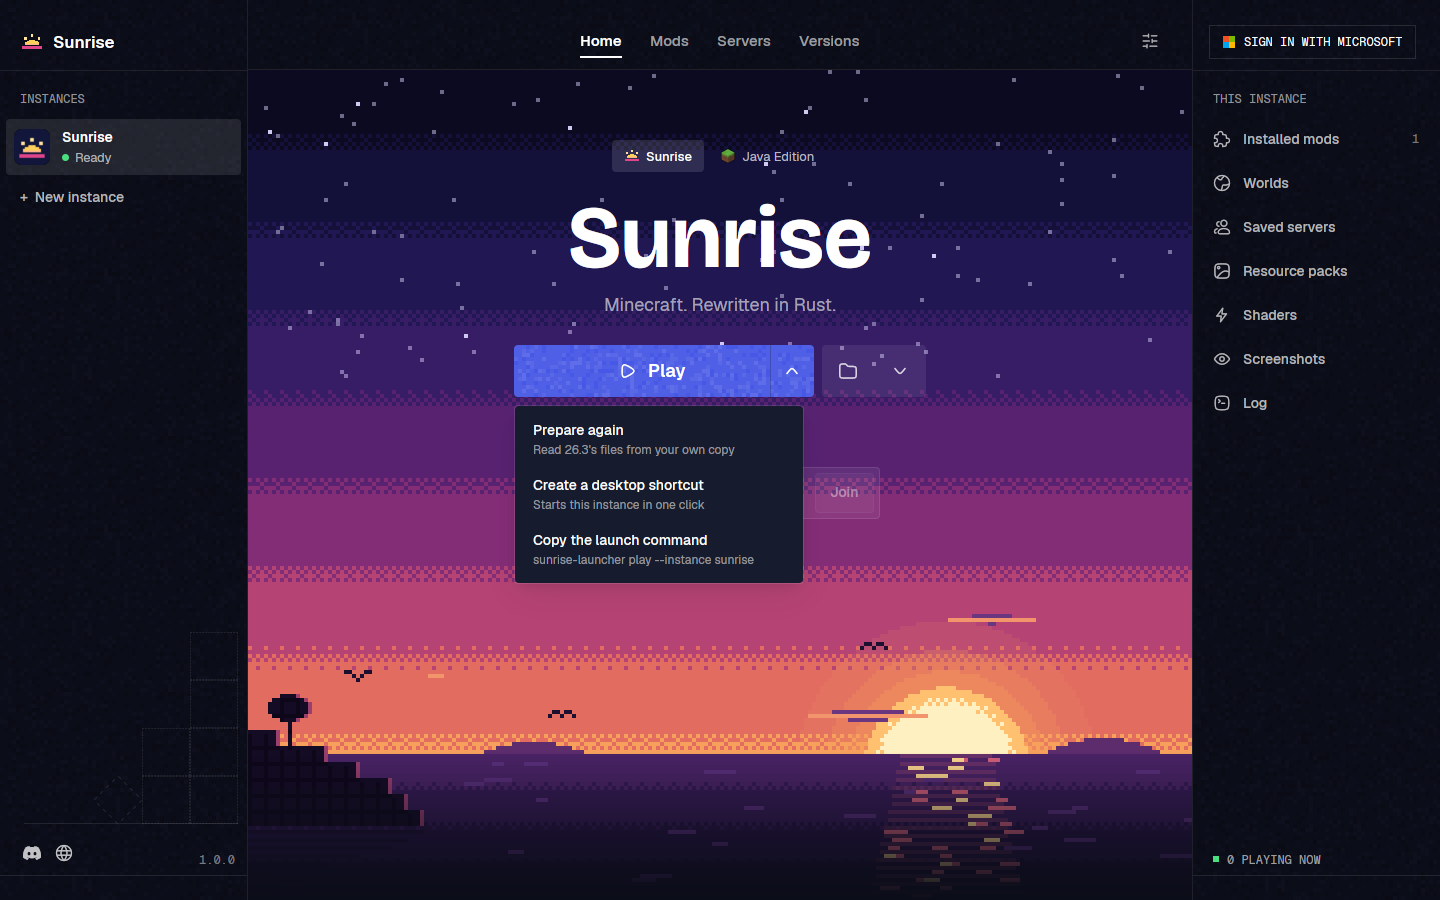 Sunrise
Home
Mods
Servers
Versions
SIGN IN WITH MICROSOFT
INSTANCES
Sunrise
Ready
+ New instance
Sunrise
Java Edition
Sunrise
Minecraft. Rewritten in Rust.
Play
Prepare again
Read 26.3's files from your own copy
Create a desktop shortcut
Starts this instance in one click
Copy the launch command
sunrise-launcher play --instance sunrise
Join
THIS INSTANCE
Installed mods 1
Worlds
Saved servers
Resource packs
Shaders
Screenshots
Log
1.0.0
0 PLAYING NOW